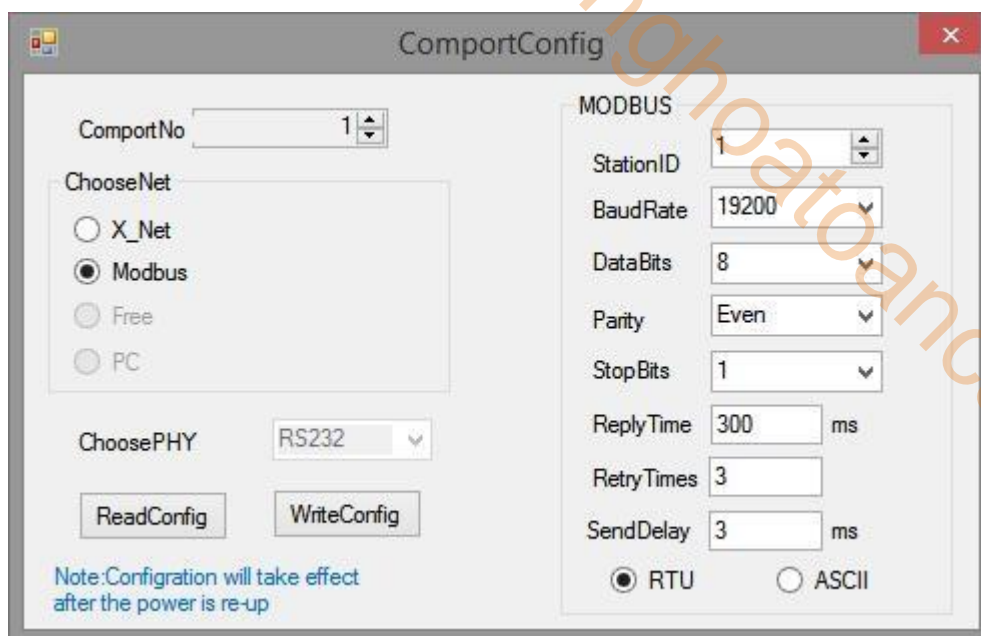 ComportConfig
ComportNo 1
ChooseNet
X_Net
Modbus
Free
PC
ChoosePHY RS232
ReadConfig WriteConfig
Note:Configration will take effect
after the power is re-up
MODBUS
StationID 1
BaudRate 19200
DataBits 8
Parity Even
StopBits 1
ReplyTime 300 ms
RetryTimes 3
SendDelay 3 ms
RTU ASCII